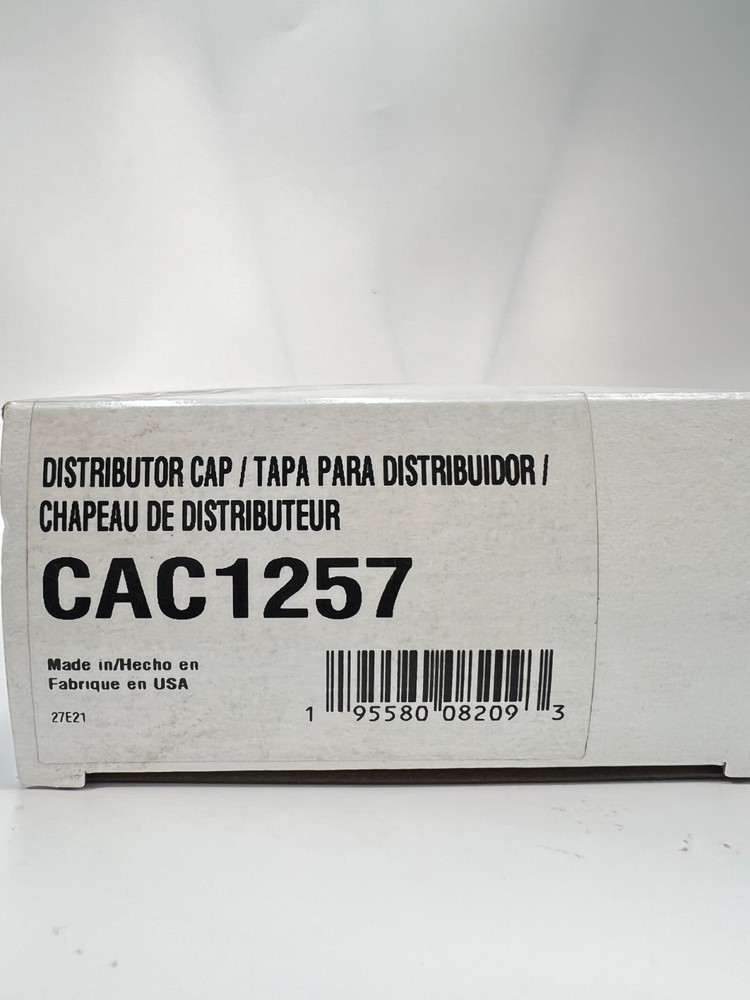 DISTRIBUTOR CAP / TAPA PARA DISTRIBUIDOR /
CHAPEAU DE DISTRIBUTEUR
CAC1257
Made in/Hecho en
Fabrique en USA
27E21
1 95580 08209 3